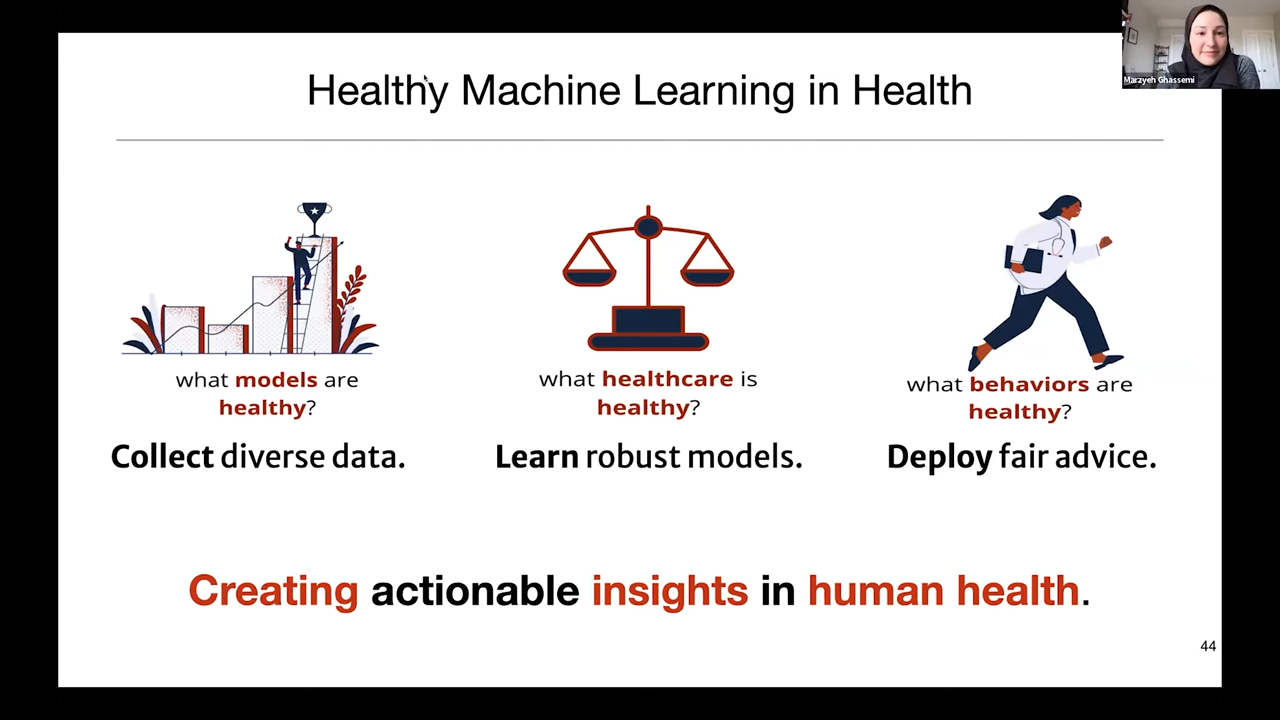 Healthy Machine Learning in Health
Marzyeh Ghassemi
what models are
healthy?
Collect diverse data.
what healthcare is
healthy?
Learn robust models.
what behaviors are
healthy?
Deploy fair advice.
Creating actionable insights in human health.
44